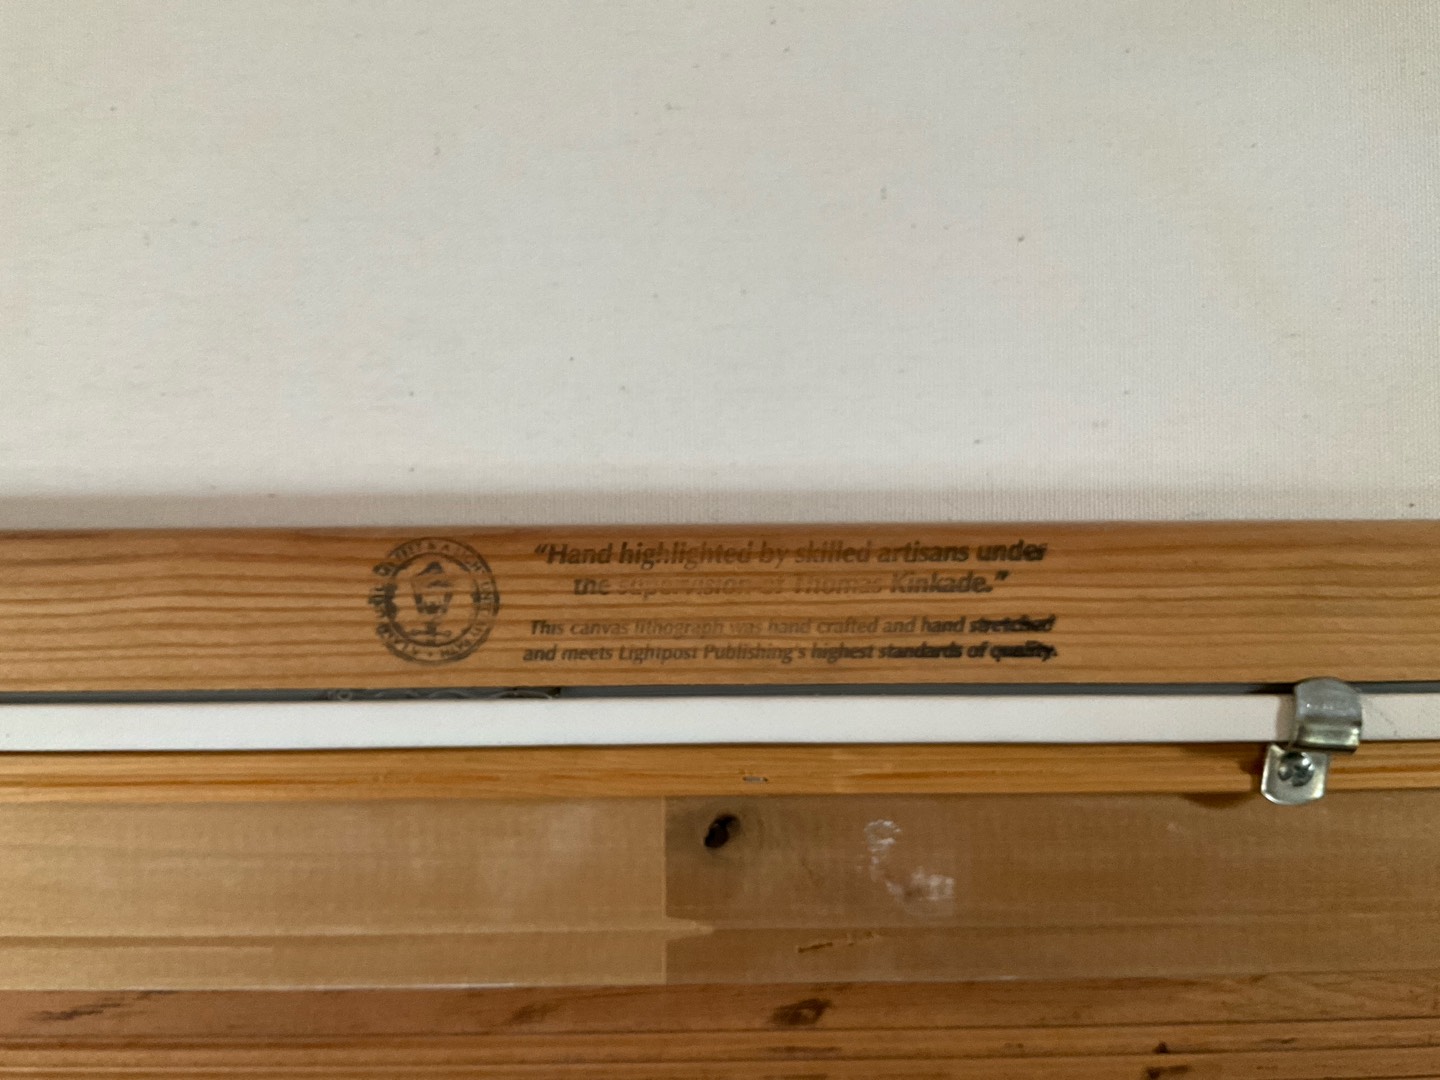 "Hand highlighted by skilled artisans under
the supervision of Thomas Kinkade."
This canvas lithograph was hand crafted and hand stretched
and meets Lightpost Publishing's highest standards of quality.